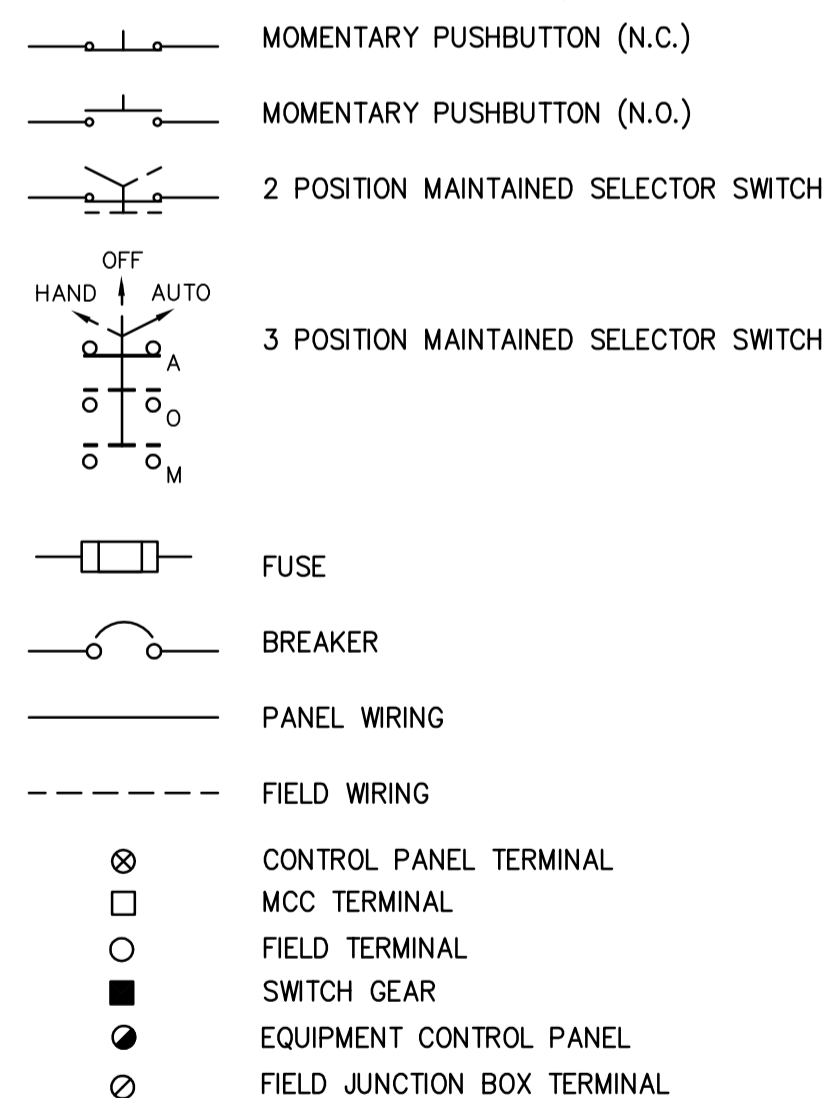 MOMENTARY PUSHBUTTON (N.C.)
MOMENTARY PUSHBUTTON (N.O.)
2 POSITION MAINTAINED SELECTOR SWITCH
OFF
HAND AUTO
3 POSITION MAINTAINED SELECTOR SWITCH
A
O
M
FUSE
BREAKER
PANEL WIRING
FIELD WIRING
CONTROL PANEL TERMINAL
MCC TERMINAL
FIELD TERMINAL
SWITCH GEAR
EQUIPMENT CONTROL PANEL
FIELD JUNCTION BOX TERMINAL